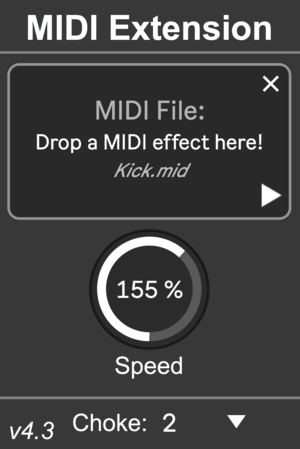 MIDI Extension
MIDI File:
Drop a MIDI effect here!
Kick.mid
155 %
Speed
v4.3 Choke: 2